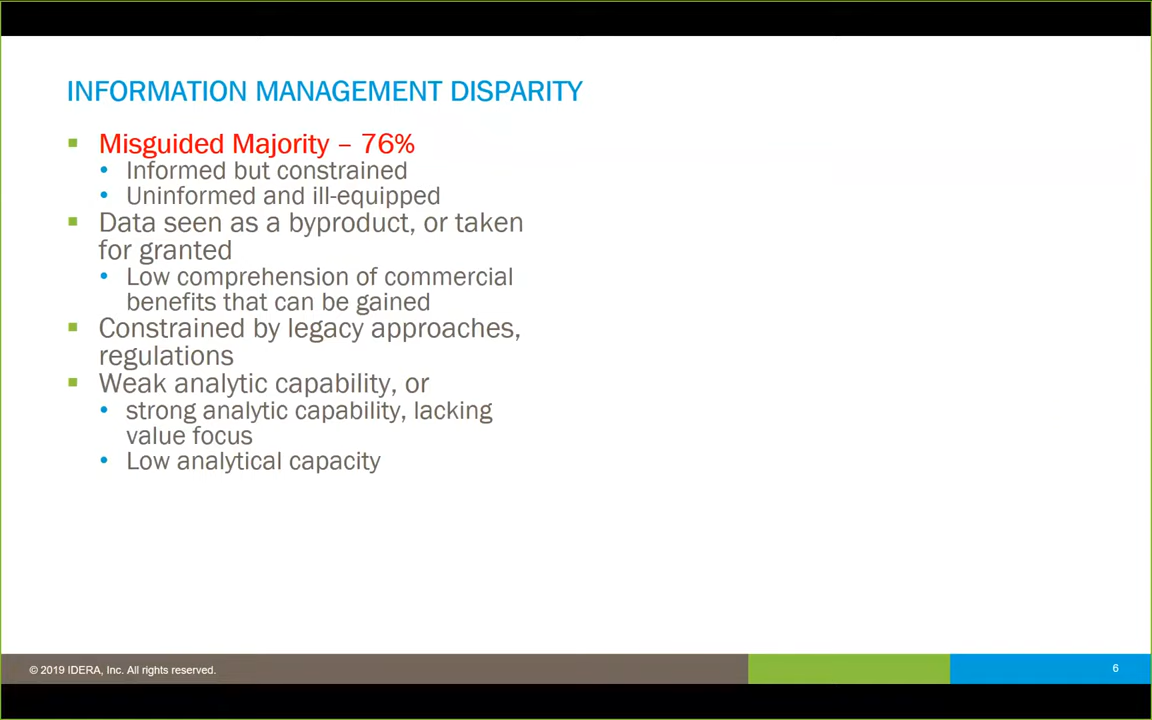 INFORMATION MANAGEMENT DISPARITY
Misguided Majority – 76%
Informed but constrained
Uninformed and ill-equipped
Data seen as a byproduct, or taken
for granted
Low comprehension of commercial
benefits that can be gained
Constrained by legacy approaches,
regulations
Weak analytic capability, or
strong analytic capability, lacking
value focus
Low analytical capacity
© 2019 IDERA, Inc. All rights reserved.
6